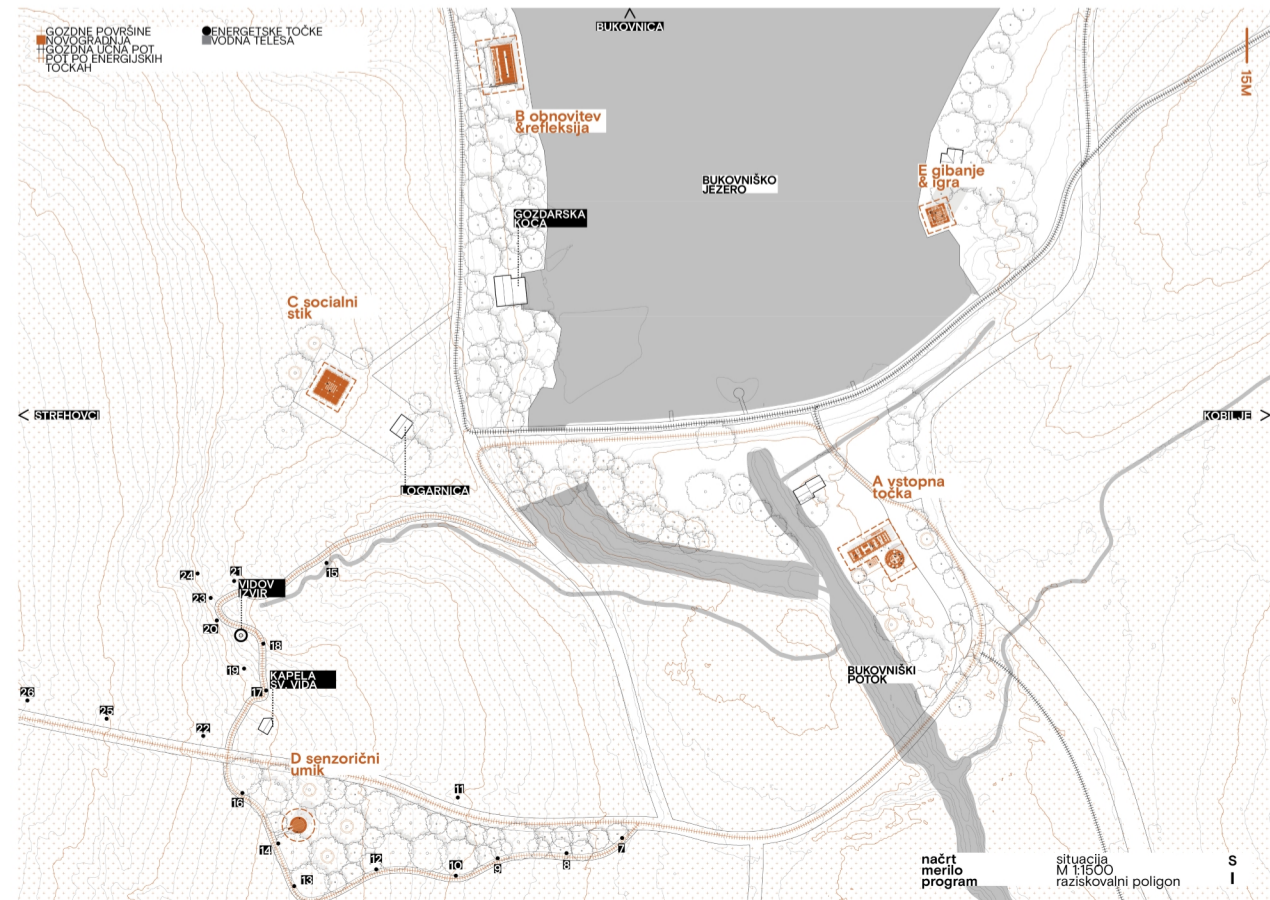 GOZDNE POVRŠINE
NOVOGRADNJA
GOZDNA UČNA POT
POT PO ENERGIJSKIH
TOČKAH
ENERGETSKE TOČKE
VODNA TELESA
BUKOVNICA
15M
B obnovitev
&refleksija
BUKOVNIŠKO
JEZERO
E gibanje
& igra
GOZDARSKA
KOČA
C socialni
stik
< STREHOVCI
KOBILJE >
LOGARNICA
A vstopna
točka
15
24
21
VIDOV
IZVIR
23
20
18
19
KAPELA
SV. VIDA
17
BUKOVNIŠKI
POTOK
26
25
22
D senzorični
umik
16
11
14
12
10
9
8
7
13
načrt situacija S
merilo M 1:1500
program raziskovalni poligon I